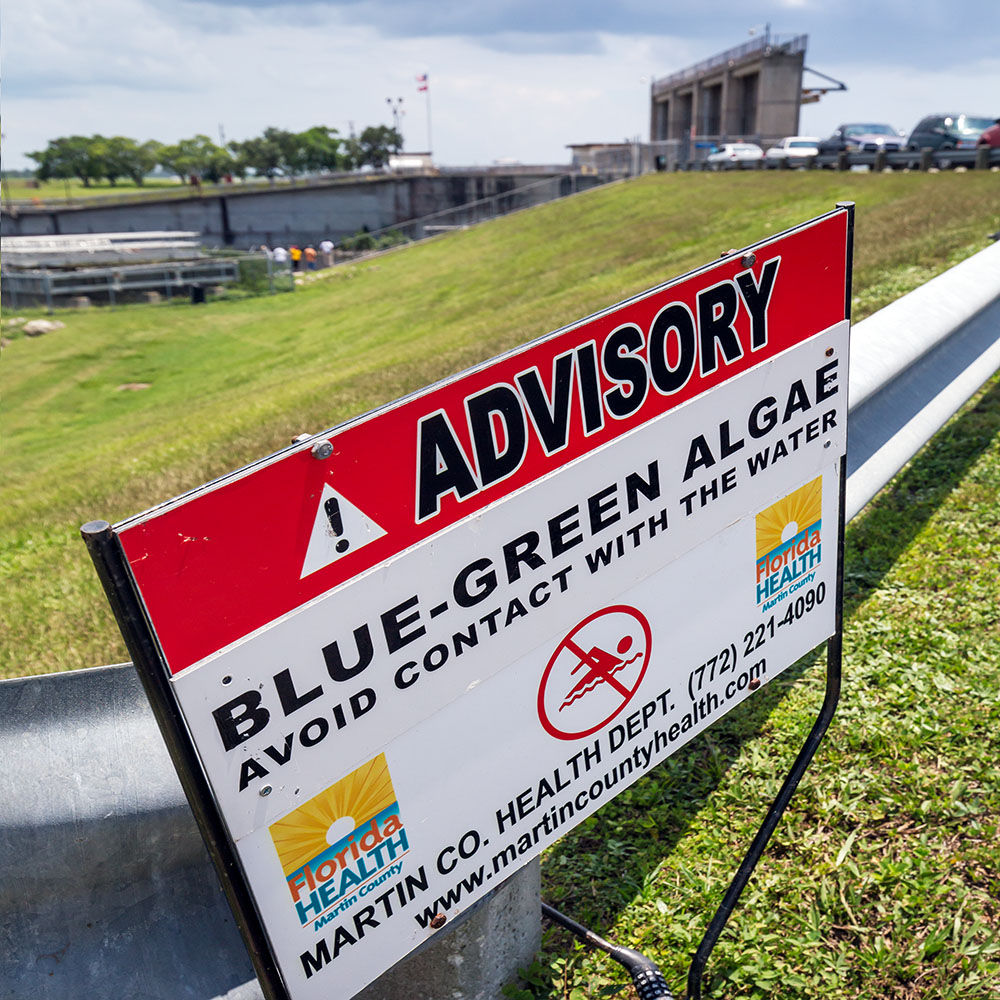 ADVISORY
BLUE-GREEN ALGAE
AVOID CONTACT WITH THE WATER
Florida
HEALTH
Martin County
Florida
HEALTH
Martin County
MARTIN CO. HEALTH DEPT. (772) 221-4090
www.martincountyhealth.com